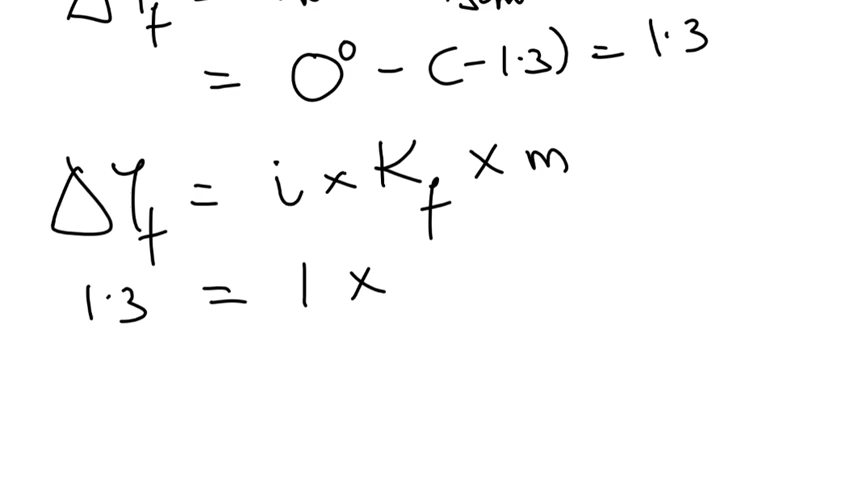 = 0° - (-1.3) = 1.3
ΔTf = i × Kf × m
1.3 = 1 ×